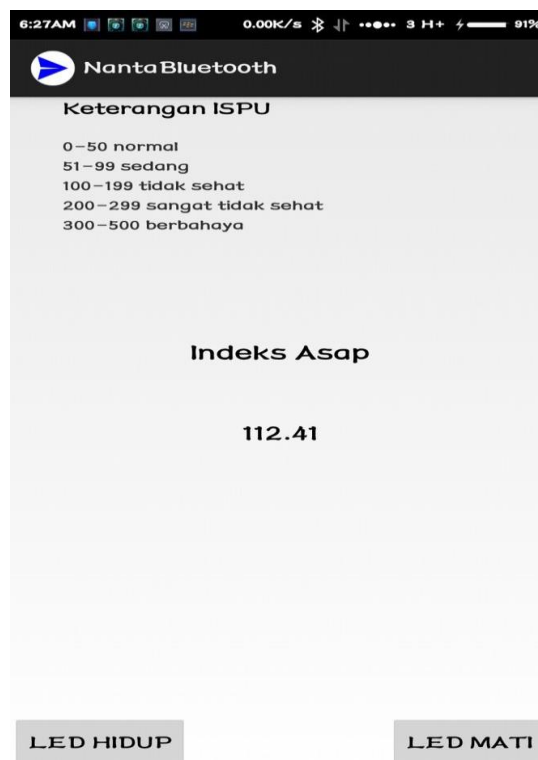 6:27AM 0.00K/s 3 H+ 91%
NantaBluetooth
Keterangan ISPU
0-50 normal
51-99 sedang
100-199 tidak sehat
200-299 sangat tidak sehat
300-500 berbahaya
Indeks Asap
112.41
LED HIDUP LED MATI